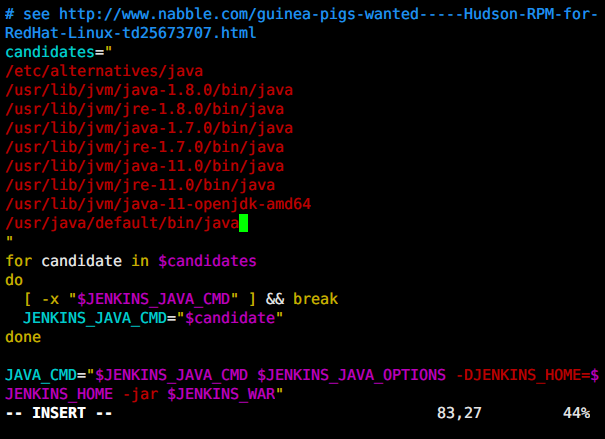 # see http://www.nabble.com/guinea-pigs-wanted-----Hudson-RPM-for-
RedHat-Linux-td25673707.html
candidates="
/etc/alternatives/java
/usr/lib/jvm/java-1.8.0/bin/java
/usr/lib/jvm/jre-1.8.0/bin/java
/usr/lib/jvm/java-1.7.0/bin/java
/usr/lib/jvm/jre-1.7.0/bin/java
/usr/lib/jvm/java-11.0/bin/java
/usr/lib/jvm/jre-11.0/bin/java
/usr/lib/jvm/java-11-openjdk-amd64
/usr/java/default/bin/java
"
for candidate in $candidates
do
  [ -x "$JENKINS_JAVA_CMD" ] && break
  JENKINS_JAVA_CMD="$candidate"
done

JAVA_CMD="$JENKINS_JAVA_CMD $JENKINS_JAVA_OPTIONS -DJENKINS_HOME=$
JENKINS_HOME -jar $JENKINS_WAR"
-- INSERT -- 83,27 44%